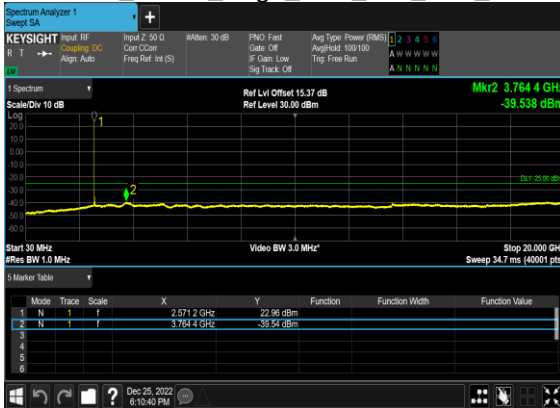 Spectrum Analyzer 1
Swept SA
+
KEYSIGHT Input: RF Input Z: 50 Ω #Atten: 30 dB PNO: Fast Avg Type: Power (RMS) 1 2 3 4 5 6
R T Coupling: DC Corr CCorr Gate: Off Avg|Hold: 100/100 A W W W W W
Align: Auto Freq Ref: Int (S) IF Gain: Low Trig: Free Run
Sig Track: Off A N N N N N
1 Spectrum Ref Lvl Offset 15.37 dB Mkr2 3.764 4 GHz
Scale/Div 10 dB Ref Level 30.00 dBm -39.538 dBm
Log
20.0
10.0
0.00
-10.0
-20.0
DL1 -25.00 dBm
-30.0
-40.0
-50.0
-60.0
1
2
Start 30 MHz Video BW 3.0 MHz* Stop 20.000 GHz
#Res BW 1.0 MHz Sweep 34.7 ms (40001 pts)
5 Marker Table
Mode Trace Scale X Y Function Function Width Function Value
1 N 1 f 2.571 2 GHz 22.96 dBm
2 N 1 f 3.764 4 GHz -39.54 dBm
3
4
5
6
? Dec 25, 2022
6:10:40 PM